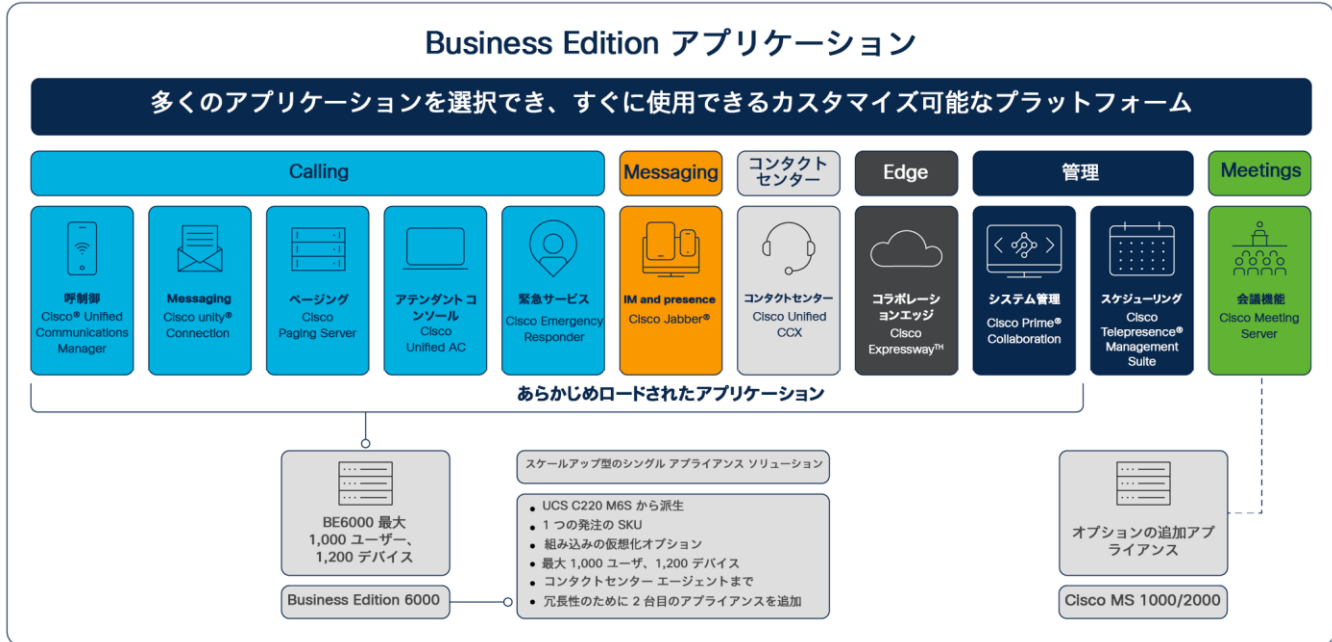 Business Edition アプリケーション
多くのアプリケーションを選択でき、すぐに使用できるカスタマイズ可能なプラットフォーム
Calling
Messaging
コンタクト
センター
Edge
管理
Meetings
呼制御
Cisco® Unified
Communications
Manager
Messaging
Cisco unity®
Connection
ページング
Cisco
Paging Server
アテンダント コ
ンソール
Cisco
Unified AC
緊急サービス
Cisco Emergency
Responder
IM and presence
Cisco Jabber®
コンタクトセンター
Cisco Unified
CCX
コラボレーシ
ョンエッジ
Cisco
Expressway™
システム管理
Cisco Prime®
Collaboration
スケジューリング
Cisco
Telepresence®
Management
Suite
会議機能
Cisco Meeting
Server
あらかじめロードされたアプリケーション
BE6000 最大
1,000 ユーザー、
1,200 デバイス
Business Edition 6000
スケールアップ型のシングル アプライアンス ソリューション
• UCS C220 M6S から派生
• 1 つの発注の SKU
• 組み込みの仮想化オプション
• 最大 1,000 ユーザ、1,200 デバイス
• コンタクトセンター エージェントまで
• 冗長性のために 2 台目のアプライアンスを追加
オプションの追加アプ
ライアンス
Cisco MS 1000/2000